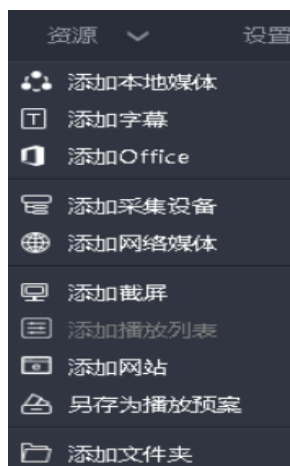 资源 设置
添加本地媒体
添加字幕
添加Office
添加采集设备
添加网络媒体
添加截屏
添加播放列表
添加网站
另存为播放预案
添加文件夹